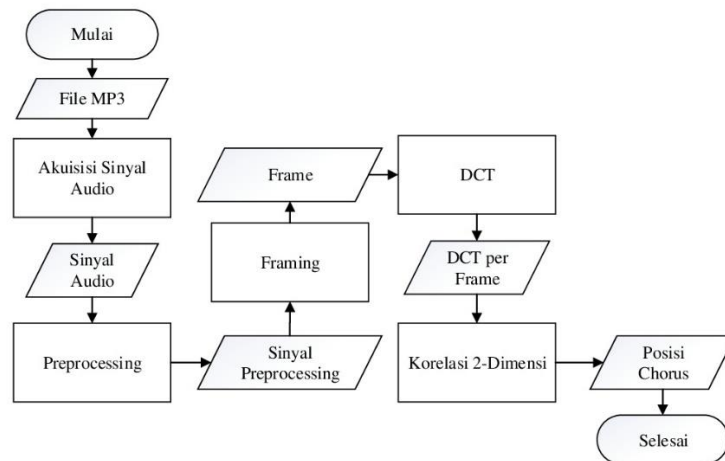 Mulai
File MP3
Akuisisi Sinyal
Audio
Sinyal
Audio
Preprocessing
Sinyal
Preprocessing
Framing
Frame
DCT
DCT per
Frame
Korelasi 2-Dimensi
Posisi
Chorus
Selesai